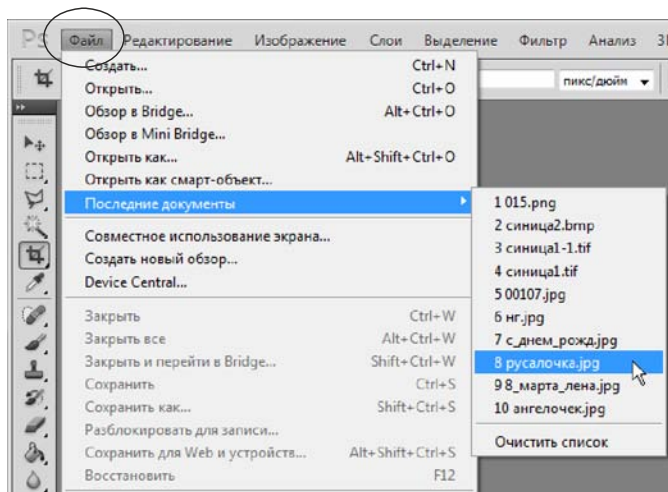 Ps Файл Редактирование Изображение Слои Выделение Фильтр Анализ
пикс/дюйм
Создать... Ctrl+N
Открыть... Ctrl+O
Обзор в Bridge... Alt+Ctrl+O
Обзор в Mini Bridge...
Открыть как... Alt+Shift+Ctrl+O
Открыть как смарт-объект...
Последние документы
Совместное использование экрана...
Создать новый обзор...
Device Central...
Закрыть Ctrl+W
Закрыть все Alt+Ctrl+W
Закрыть и перейти в Bridge... Shift+Ctrl+W
Сохранить Ctrl+S
Сохранить как... Shift+Ctrl+S
Разблокировать для записи...
Сохранить для Web и устройств... Alt+Shift+Ctrl+S
Восстановить F12
1 015.png
2 синица2.bmp
3 синица1-1.tif
4 синица1.tif
5 00107.jpg
6 нг.jpg
7 с_днем_рожд.jpg
8 русалочка.jpg
9 8_марта_лена.jpg
10 ангелочек.jpg
Очистить список